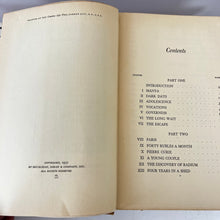 COPYRIGHT, 1937
BY DOUBLEDAY, DORAN & COMPANY, INC.
ALL RIGHTS RESERVED
Contents
PART ONE
INTRODUCTION
I MANYA
II DARK DAYS
III ADOLESCENCE
IV VOCATIONS
V GOVERNESS
VI THE LONG WAIT
VII THE ESCAPE
PART TWO
VIII PARIS
IX FORTY RUBLES A MONTH
X PIERRE CURIE
XI A YOUNG COUPLE
XII THE DISCOVERY OF RADIUM
XIII FOUR YEARS IN A SHED